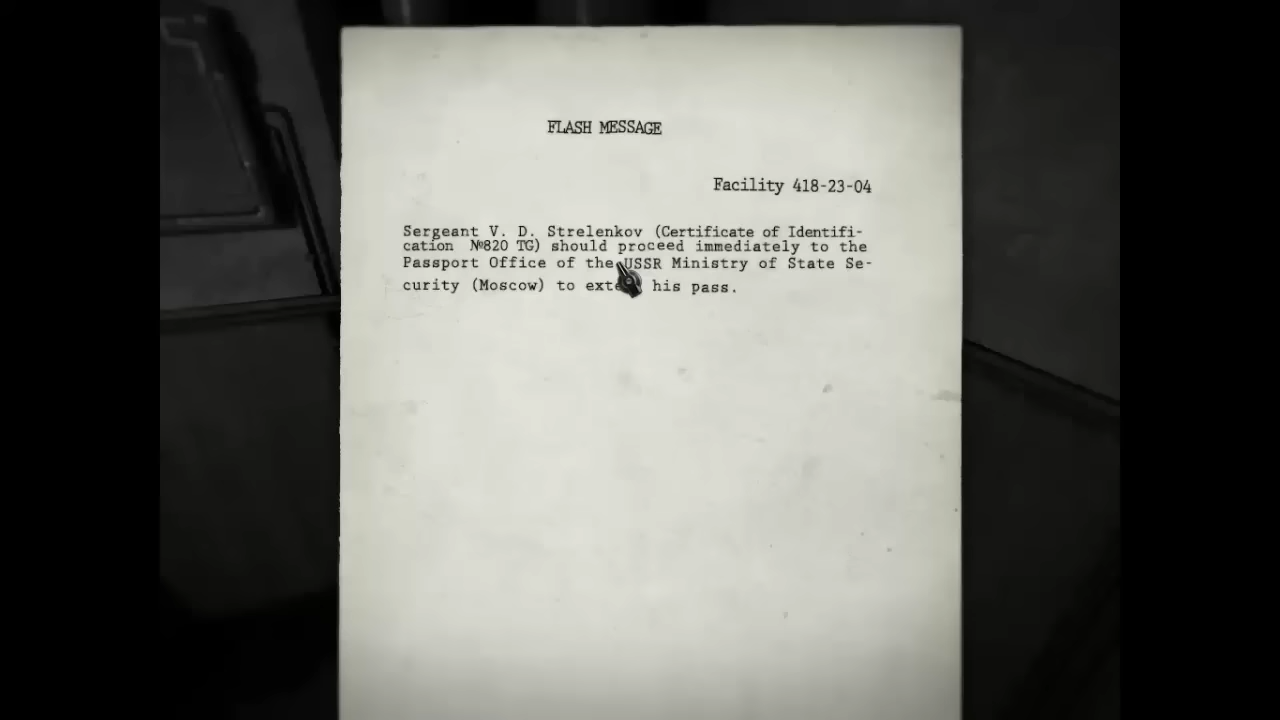 FLASH MESSAGE
Facility 418-23-04
Sergeant V. D. Strelenkov (Certificate of Identifi-
cation №820 TG) should proceed immediately to the
Passport Office of the USSR Ministry of State Se-
curity (Moscow) to his pass.